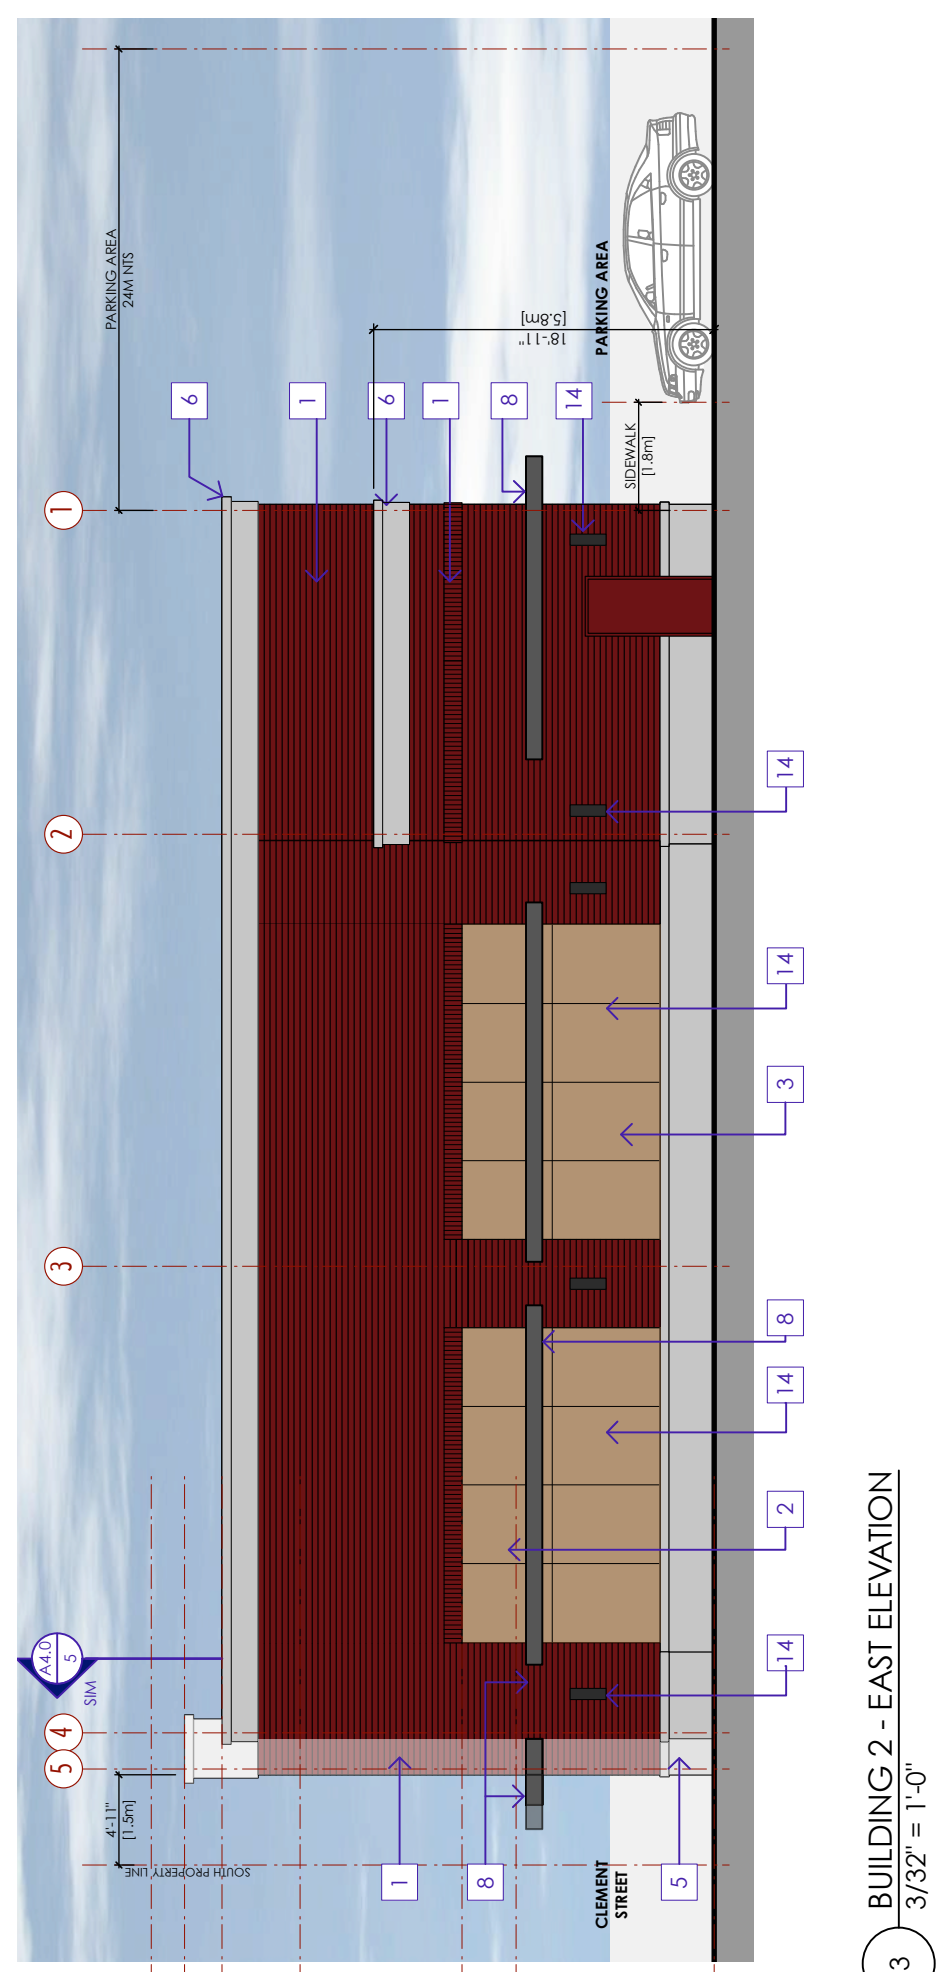 5
4
3
2
1
4'-11"
[1.5m]
PARKING AREA
24M NTS
SOUTH PROPERTY LINE
A4.0
5
SIM
6
1
6
1
8
14
18'-11"
[5.8m]
SIDEWALK
[1.8m]
PARKING AREA
1
8
5
CLEMENT
STREET
14
2
14
8
3
14
14
3
BUILDING 2 - EAST ELEVATION
3/32" = 1'-0"